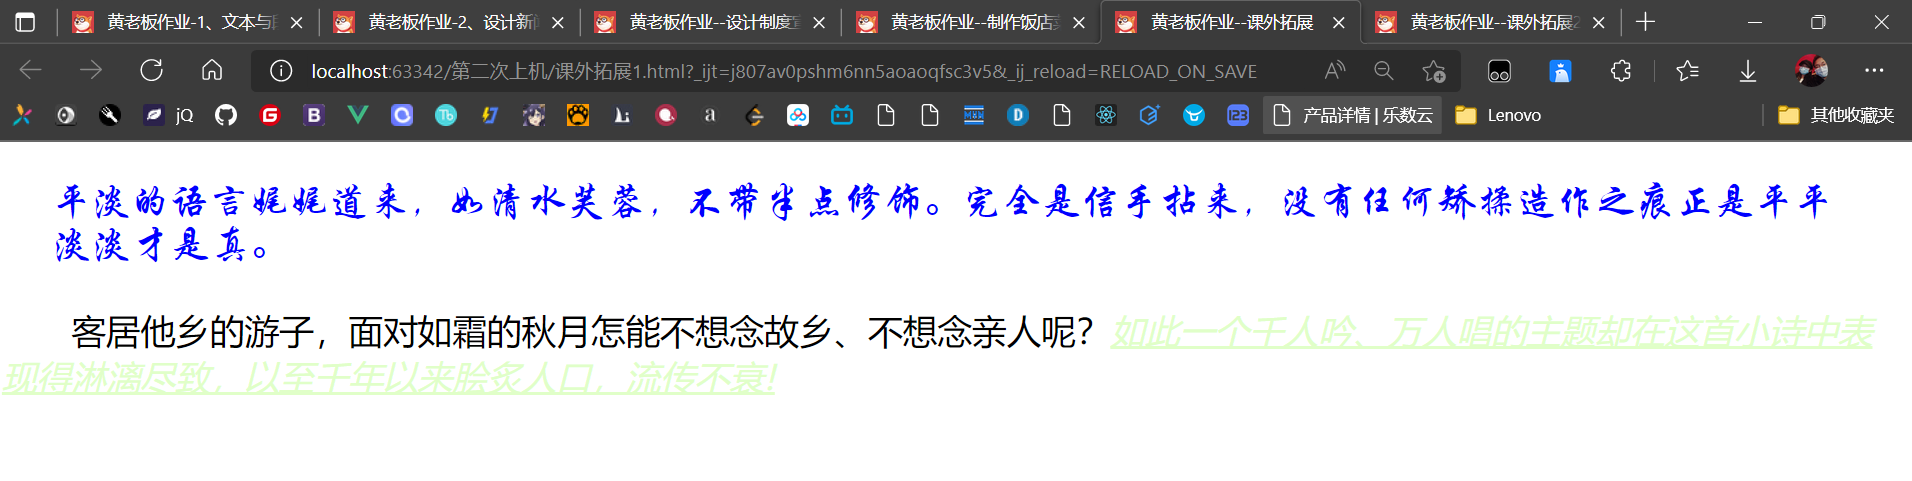 黄老板作业-1、文本与
黄老板作业-2、设计新
黄老板作业--设计制度
黄老板作业--制作饭店
黄老板作业--课外拓展
黄老板作业--课外拓展2
localhost:63342/第二次上机/课外拓展1.html?_ijt=j807av0pshm6nn5aoaoqfsc3v5&_ij_reload=RELOAD_ON_SAVE
jQ
产品详情 | 乐数云
Lenovo
其他收藏夹
平淡的语言娓娓道来，如清水芙蓉，不带半点修饰。完全是信手拈来，没有任何矫揉造作之痕正是平平
淡淡才是真。
客居他乡的游子，面对如霜的秋月怎能不想念故乡、不想念亲人呢？如此一个千人吟、万人唱的主题却在这首小诗中表
现得淋漓尽致，以至千年以来脍炙人口，流传不衰!